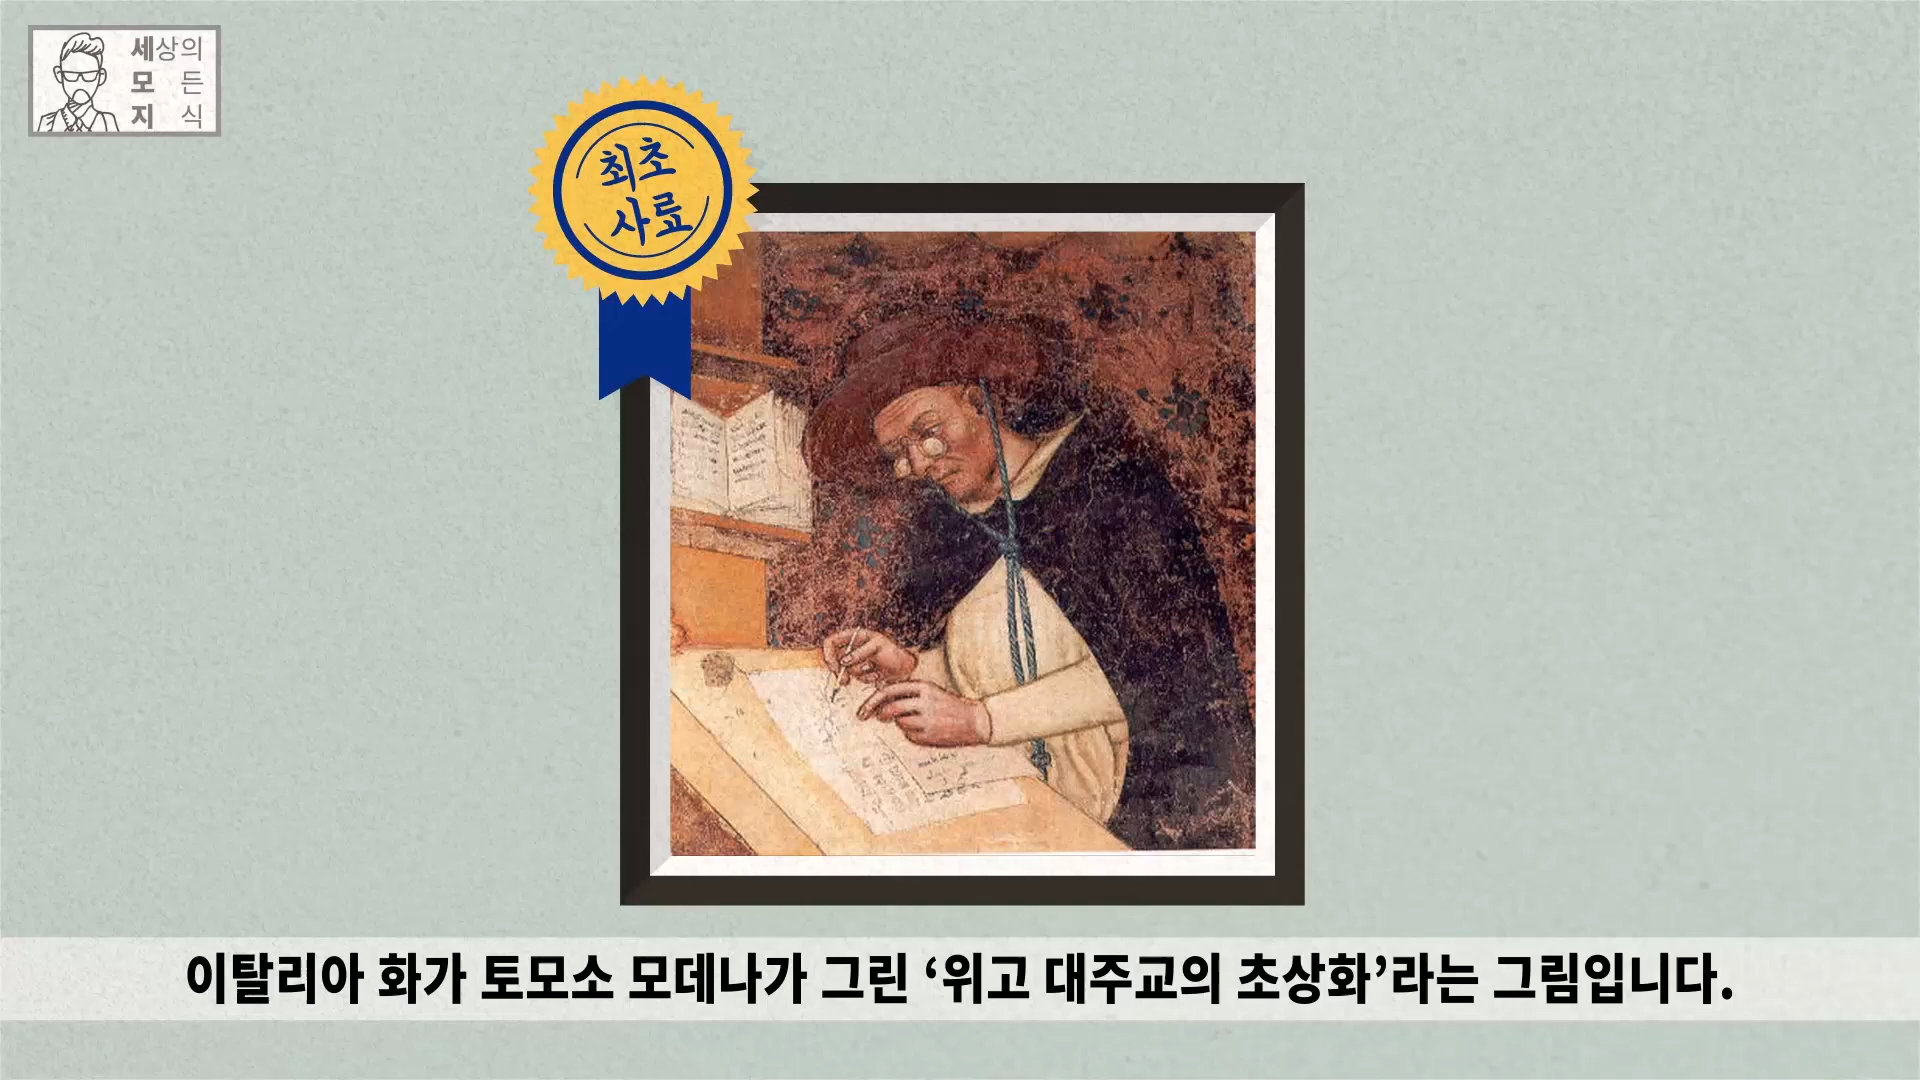 세상의
모든
지식
최초
사료
이탈리아 화가 토모소 모데나가 그린 ‘위고 대주교의 초상화’라는 그림입니다.